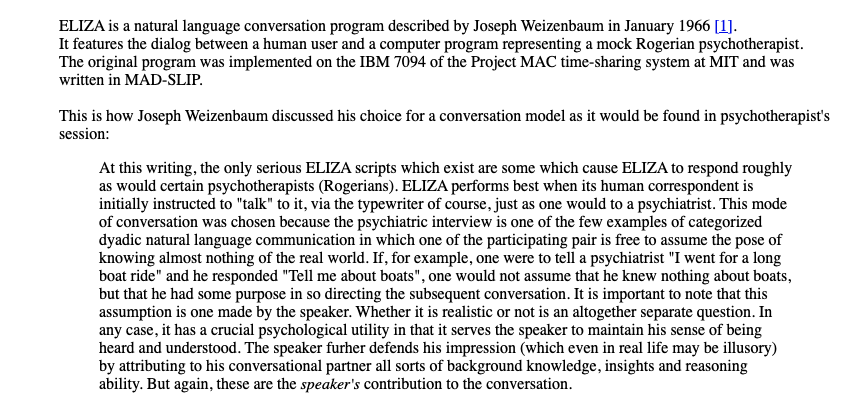 ELIZA is a natural language conversation program described by Joseph Weizenbaum in January 1966 [1].
It features the dialog between a human user and a computer program representing a mock Rogerian psychotherapist.
The original program was implemented on the IBM 7094 of the Project MAC time-sharing system at MIT and was
written in MAD-SLIP.
This is how Joseph Weizenbaum discussed his choice for a conversation model as it would be found in psychotherapist's
session:
At this writing, the only serious ELIZA scripts which exist are some which cause ELIZA to respond roughly
as would certain psychotherapists (Rogerians). ELIZA performs best when its human correspondent is
initially instructed to "talk" to it, via the typewriter of course, just as one would to a psychiatrist. This mode
of conversation was chosen because the psychiatric interview is one of the few examples of categorized
dyadic natural language communication in which one of the participating pair is free to assume the pose of
knowing almost nothing of the real world. If, for example, one were to tell a psychiatrist "I went for a long
boat ride" and he responded "Tell me about boats", one would not assume that he knew nothing about boats,
but that he had some purpose in so directing the subsequent conversation. It is important to note that this
assumption is one made by the speaker. Whether it is realistic or not is an altogether separate question. In
any case, it has a crucial psychological utility in that it serves the speaker to maintain his sense of being
heard and understood. The speaker furher defends his impression (which even in real life may be illusory)
by attributing to his conversational partner all sorts of background knowledge, insights and reasoning
ability. But again, these are the speaker's contribution to the conversation.